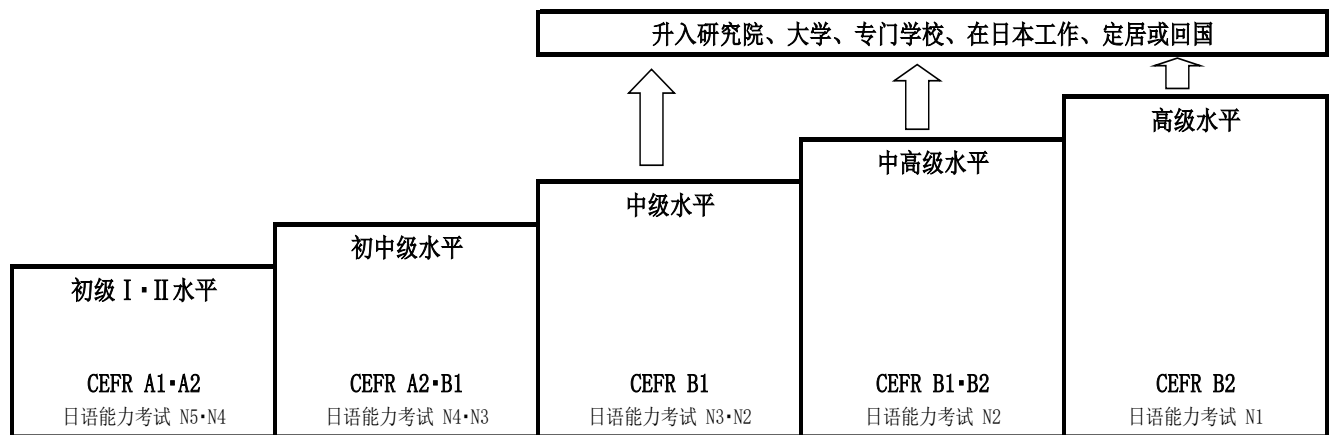 升入研究院、大学、专门学校、在日本工作、定居或回国
高级水平
中高级水平
中级水平
初中级水平
初级Ⅰ・Ⅱ水平
CEFR A1・A2
日语能力考试 N5・N4
CEFR A2・B1
日语能力考试 N4・N3
CEFR B1
日语能力考试 N3・N2
CEFR B1・B2
日语能力考试 N2
CEFR B2
日语能力考试 N1